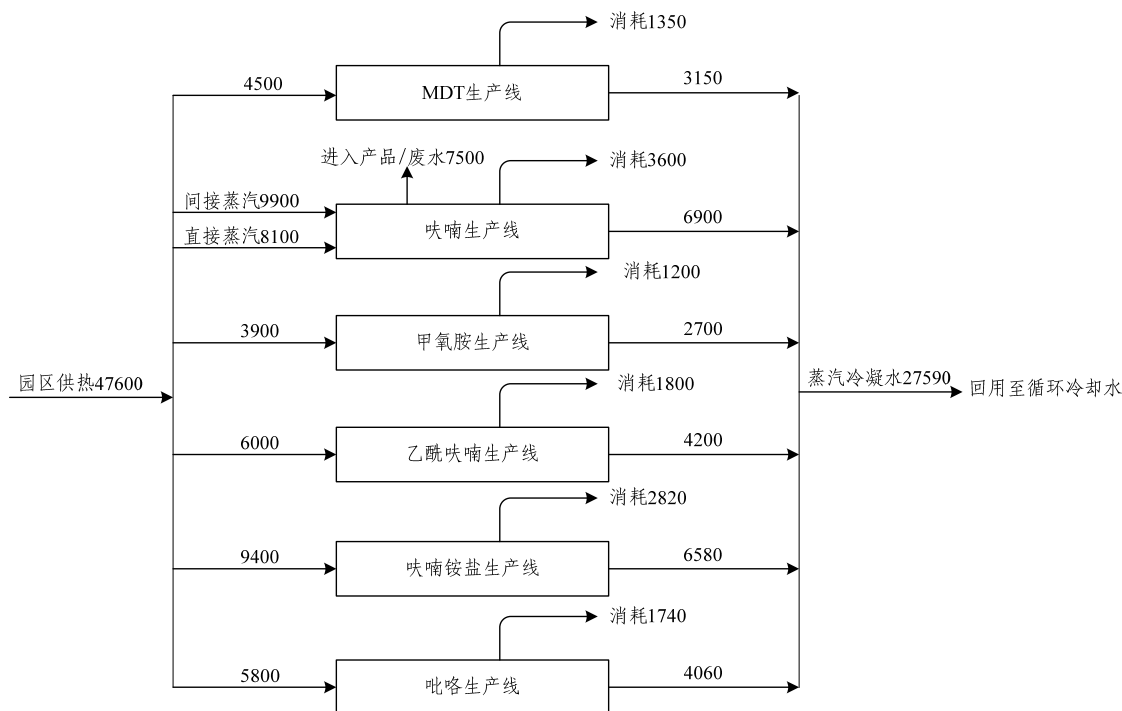 消耗1350
4500
MDT生产线
3150
进入产品/废水7500
消耗3600
间接蒸汽9900
直接蒸汽8100
呋喃生产线
6900
消耗1200
3900
甲氧胺生产线
2700
园区供热47600
消耗1800
蒸汽冷凝水27590
回用至循环冷却水
6000
乙酰呋喃生产线
4200
消耗2820
9400
呋喃铵盐生产线
6580
消耗1740
5800
吡咯生产线
4060